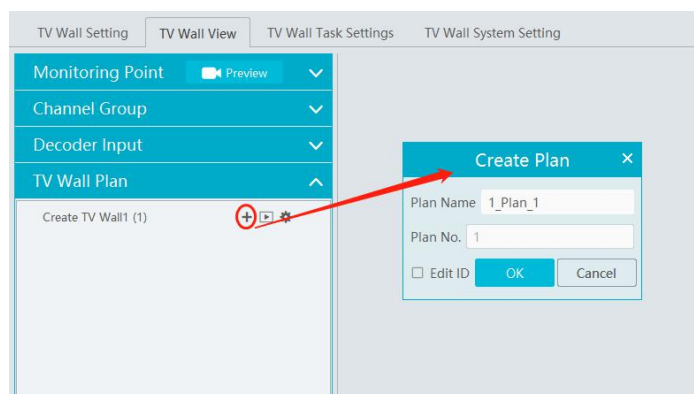 TV Wall Setting TV Wall View TV Wall Task Settings TV Wall System Setting
Monitoring Point Preview
Channel Group
Decoder Input
TV Wall Plan
Create TV Wall1 (1)
Create Plan ×
Plan Name 1_Plan_1
Plan No. 1
Edit ID OK Cancel